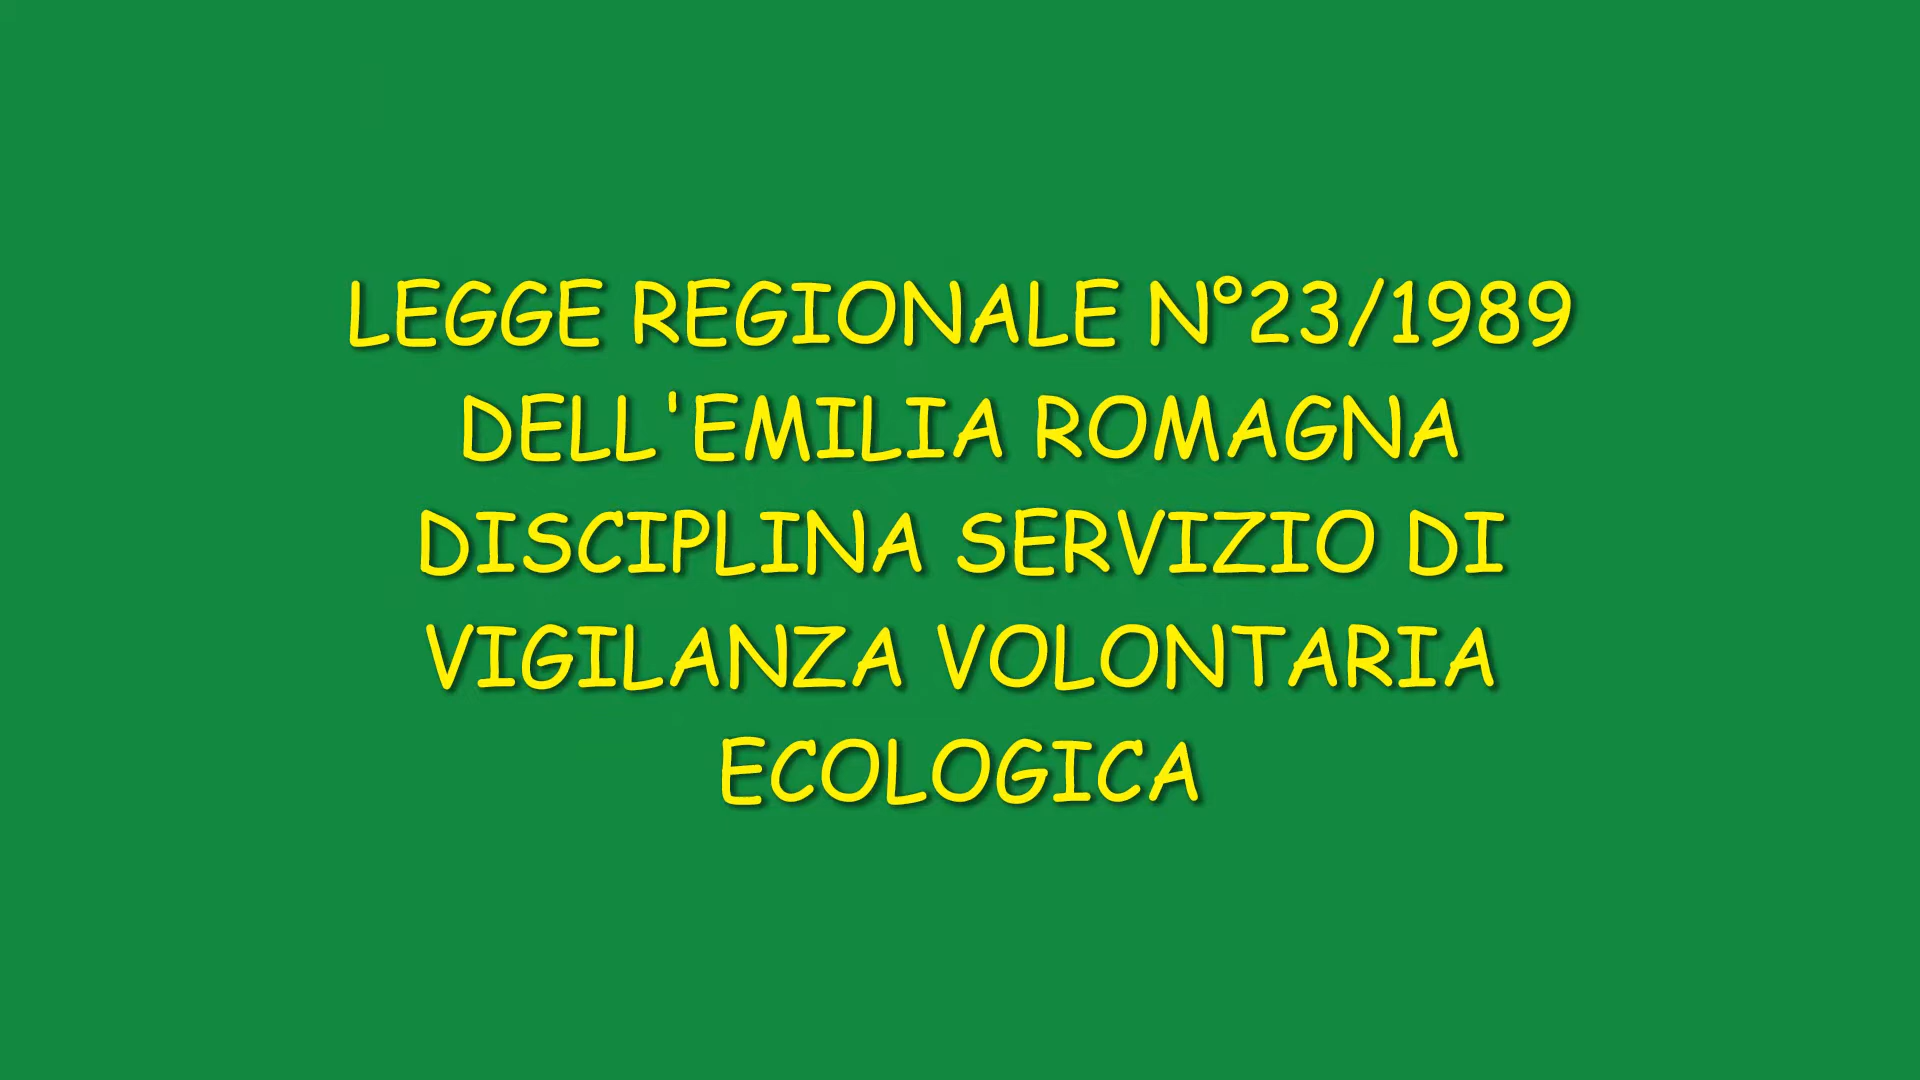 LEGGE REGIONALE N°23/1989
DELL'EMILIA ROMAGNA
DISCIPLINA SERVIZIO DI
VIGILANZA VOLONTARIA
ECOLOGICA